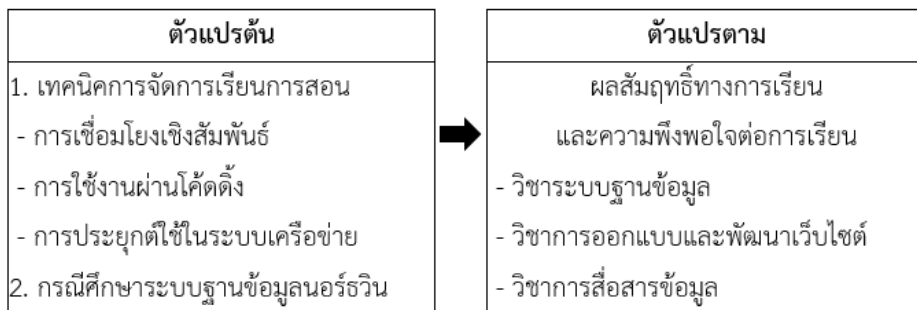 ตัวแปรต้น
1. เทคนิคการจัดการเรียนการสอน
- การเชื่อมโยงเชิงสัมพันธ์
- การใช้งานผ่านโค้ดดิ้ง
- การประยุกต์ใช้ในระบบเครือข่าย
2. กรณีศึกษาระบบฐานข้อมูลนอร์ธวิน
ตัวแปรตาม
ผลสัมฤทธิ์ทางการเรียน
และความพึงพอใจต่อการเรียน
- วิชาระบบฐานข้อมูล
- วิชาการออกแบบและพัฒนาเว็บไซต์
- วิชาการสื่อสารข้อมูล